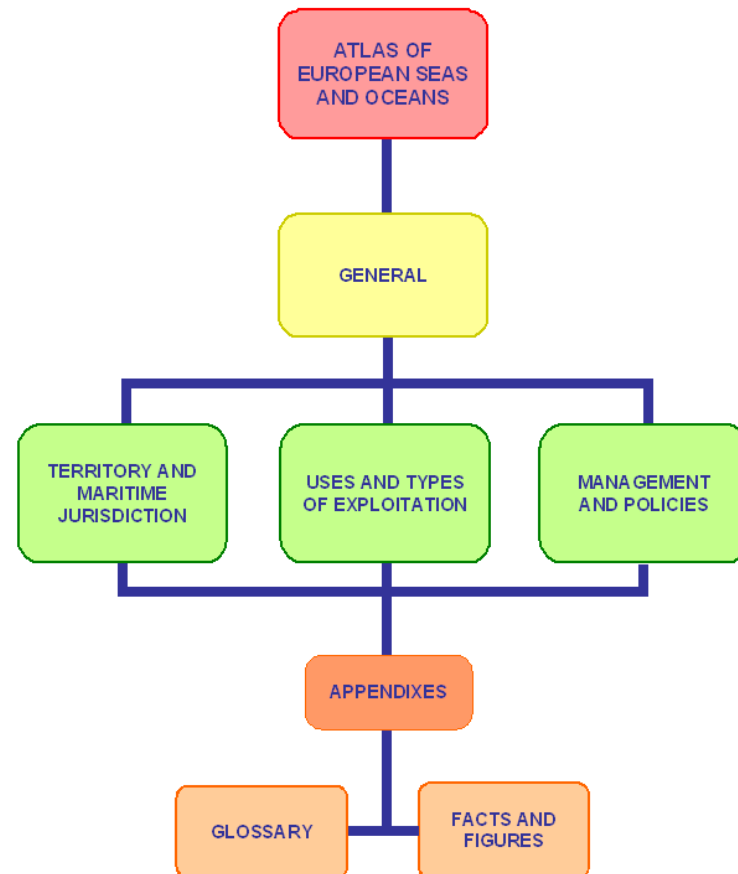 ATLAS OF
EUROPEAN SEAS
AND OCEANS
GENERAL
TERRITORY AND
MARITIME
JURISDICTION
USES AND TYPES
OF EXPLOITATION
MANAGEMENT
AND POLICIES
APPENDIXES
GLOSSARY
FACTS AND
FIGURES